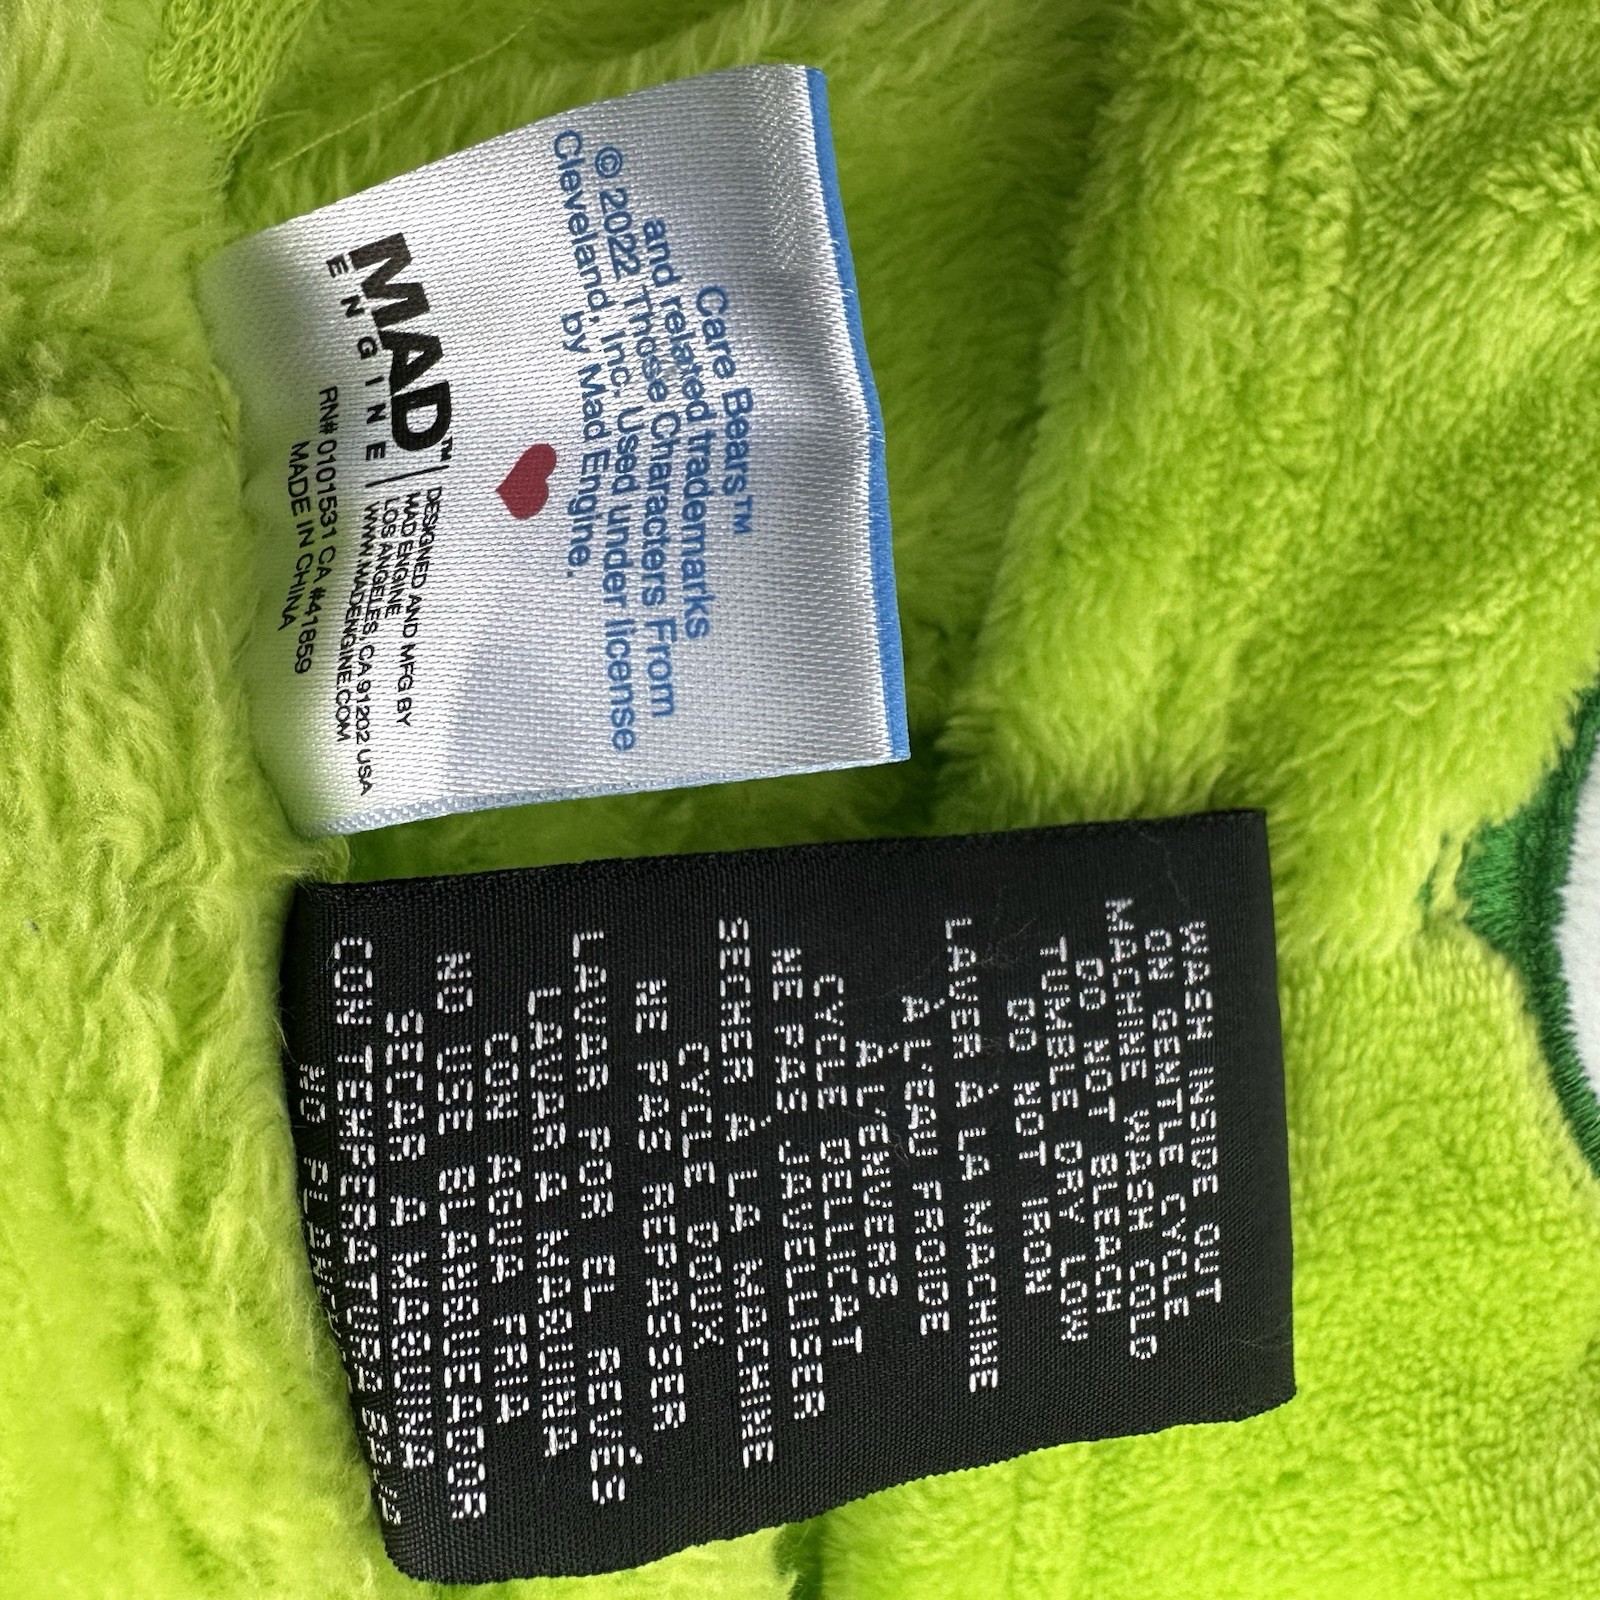 Care Bears™
and related trademarks
© 2022 Those Characters From
Cleveland, Inc. Used under license
by Mad Engine.
MAD™
ENGINE
DESIGNED AND MFG BY
MAD ENGINE
LOS ANGELES, CA 91202 USA
WWW.MADENGINE.COM
RN# 0101531 CA #41859
MADE IN CHINA
WASH INSIDE OUT
ON GENTLE CYCLE
MACHINE WASH COLD
DO NOT BLEACH
TUMBLE DRY LOW
DO NOT IRON
LAVER À LA MACHINE
À L'EAU FROIDE
À L'ENVERS
CYCLE DELLICAT
NE PAS JAVELLISER
SECHER À LA MACHINE
CYCLE DOUX
NE PAS REPASSER
LAVAR POR EL REVÉS
LAVAR A MAQUINA
CON AGUA FRIA
NO USE BLANQUEADOR
SECAR A MAQUINA
CON TEMPERATURE
NO